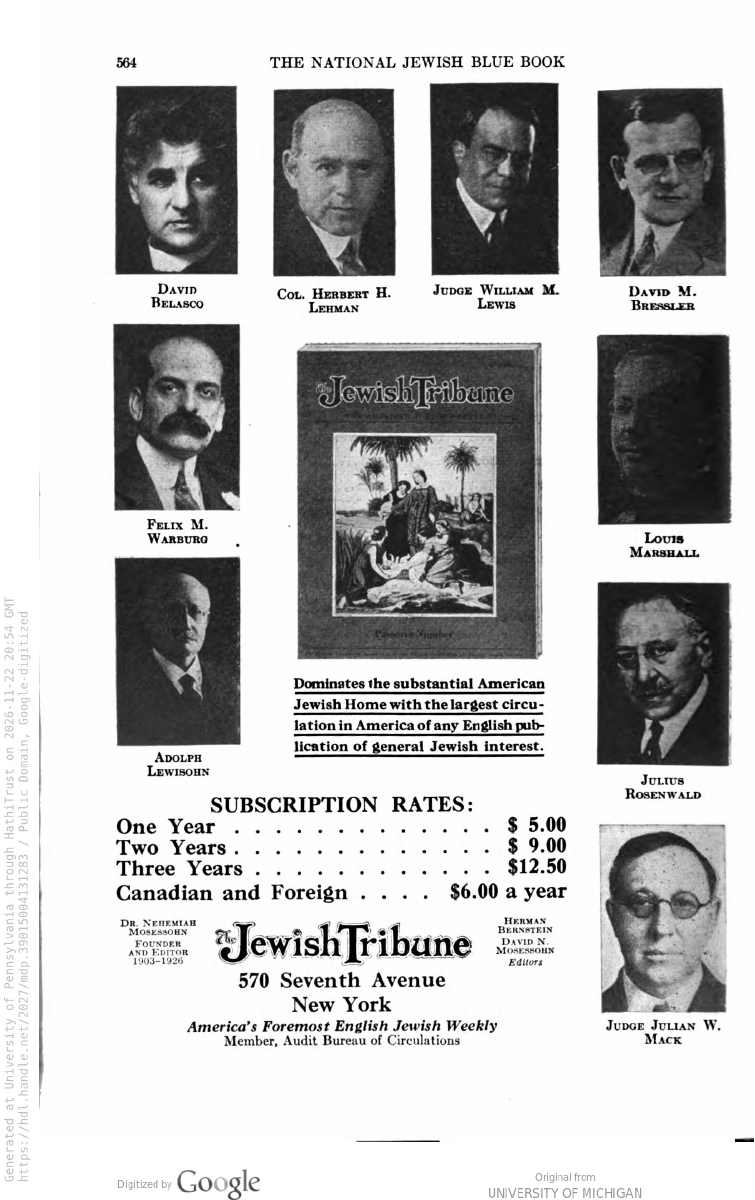 564 THE NATIONAL JEWISH BLUE BOOK
DAVID
BELASCO
COL. HERBERT H.
LEHMAN
JUDGE WILLIAM M.
LEWIS
DAVID M.
BRESSLER
FELIX M.
WARBURG
The Jewish Tribune
Passover Number
LOUIS
MARSHALL
ADOLPH
LEWISOHN
Dominates the substantial American
Jewish Home with the largest circu-
lation in America of any English pub-
lication of general Jewish interest.
JULIUS
ROSENWALD
SUBSCRIPTION RATES:
One Year . . . . . . . . . . . . . $ 5.00
Two Years . . . . . . . . . . . . . $ 9.00
Three Years . . . . . . . . . . . . $12.50
Canadian and Foreign . . . . $6.00 a year
DR. NEHEMIAH
MOSESSOHN
FOUNDER
AND EDITOR
1903-1926
The Jewish Tribune
HERMAN
BERNSTEIN
DAVID N.
MOSESSOHN
Editors
570 Seventh Avenue
New York
America's Foremost English Jewish Weekly
Member, Audit Bureau of Circulations
JUDGE JULIAN W.
MACK
Generated at University of Pennsylvania through HathiTrust on 2026-11-22 20:54 GMT
https://hdl.handle.net/2027/mdp.39015004131283 / Public Domain, Google-digitized
Digitized by Google
Original from
UNIVERSITY OF MICHIGAN